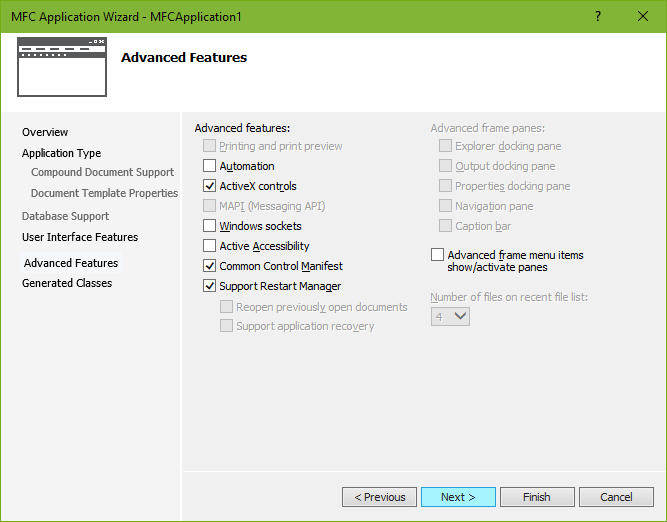 MFC Application Wizard - MFCApplication1
?
Advanced Features
Overview
Application Type
Compound Document Support
Document Template Properties
Database Support
User Interface Features
Advanced Features
Generated Classes
Advanced features:
Printing and print preview
Automation
ActiveX controls
MAPI (Messaging API)
Windows sockets
Active Accessibility
Common Control Manifest
Support Restart Manager
Reopen previously open documents
Support application recovery
Advanced frame panes:
Explorer docking pane
Output docking pane
Properties docking pane
Navigation pane
Caption bar
Advanced frame menu items
show/activate panes
Number of files on recent file list:
4
< Previous
Next >
Finish
Cancel